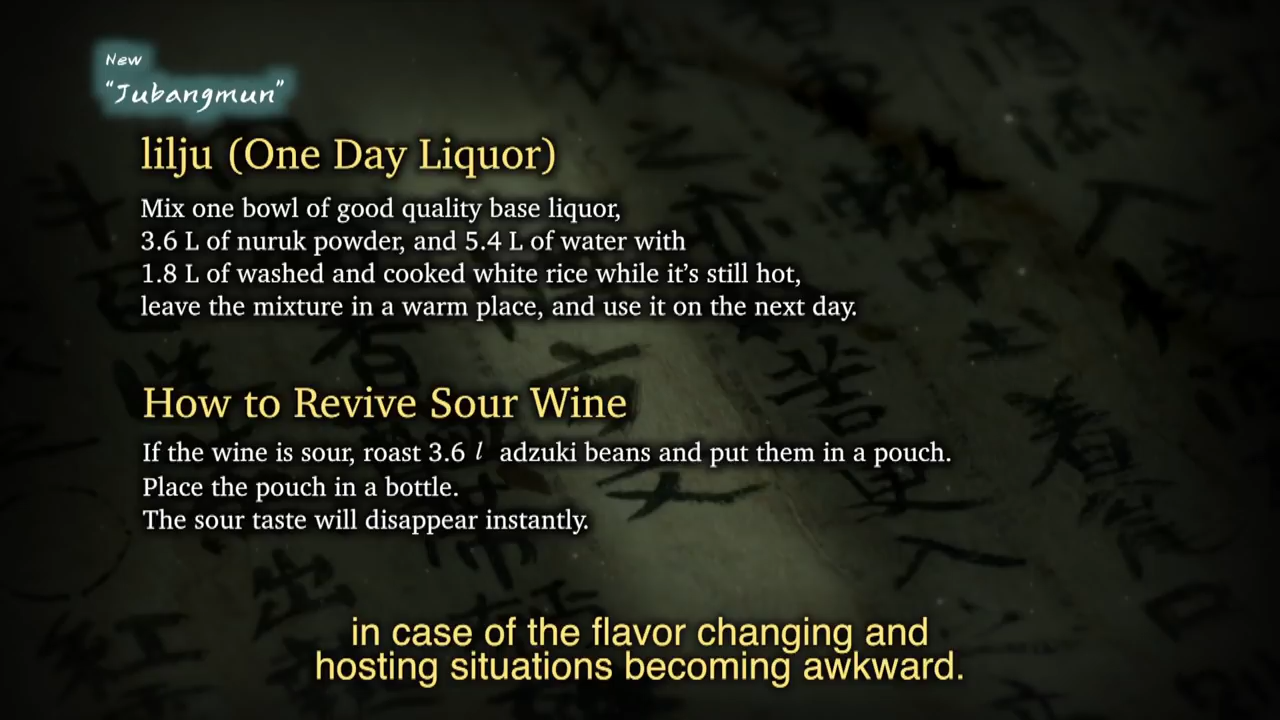 New
“Jubangmun”
lilju (One Day Liquor)
Mix one bowl of good quality base liquor,
3.6 L of nuruk powder, and 5.4 L of water with
1.8 L of washed and cooked white rice while it’s still hot,
leave the mixture in a warm place, and use it on the next day.
How to Revive Sour Wine
If the wine is sour, roast 3.6 l adzuki beans and put them in a pouch.
Place the pouch in a bottle.
The sour taste will disappear instantly.
in case of the flavor changing and
hosting situations becoming awkward.